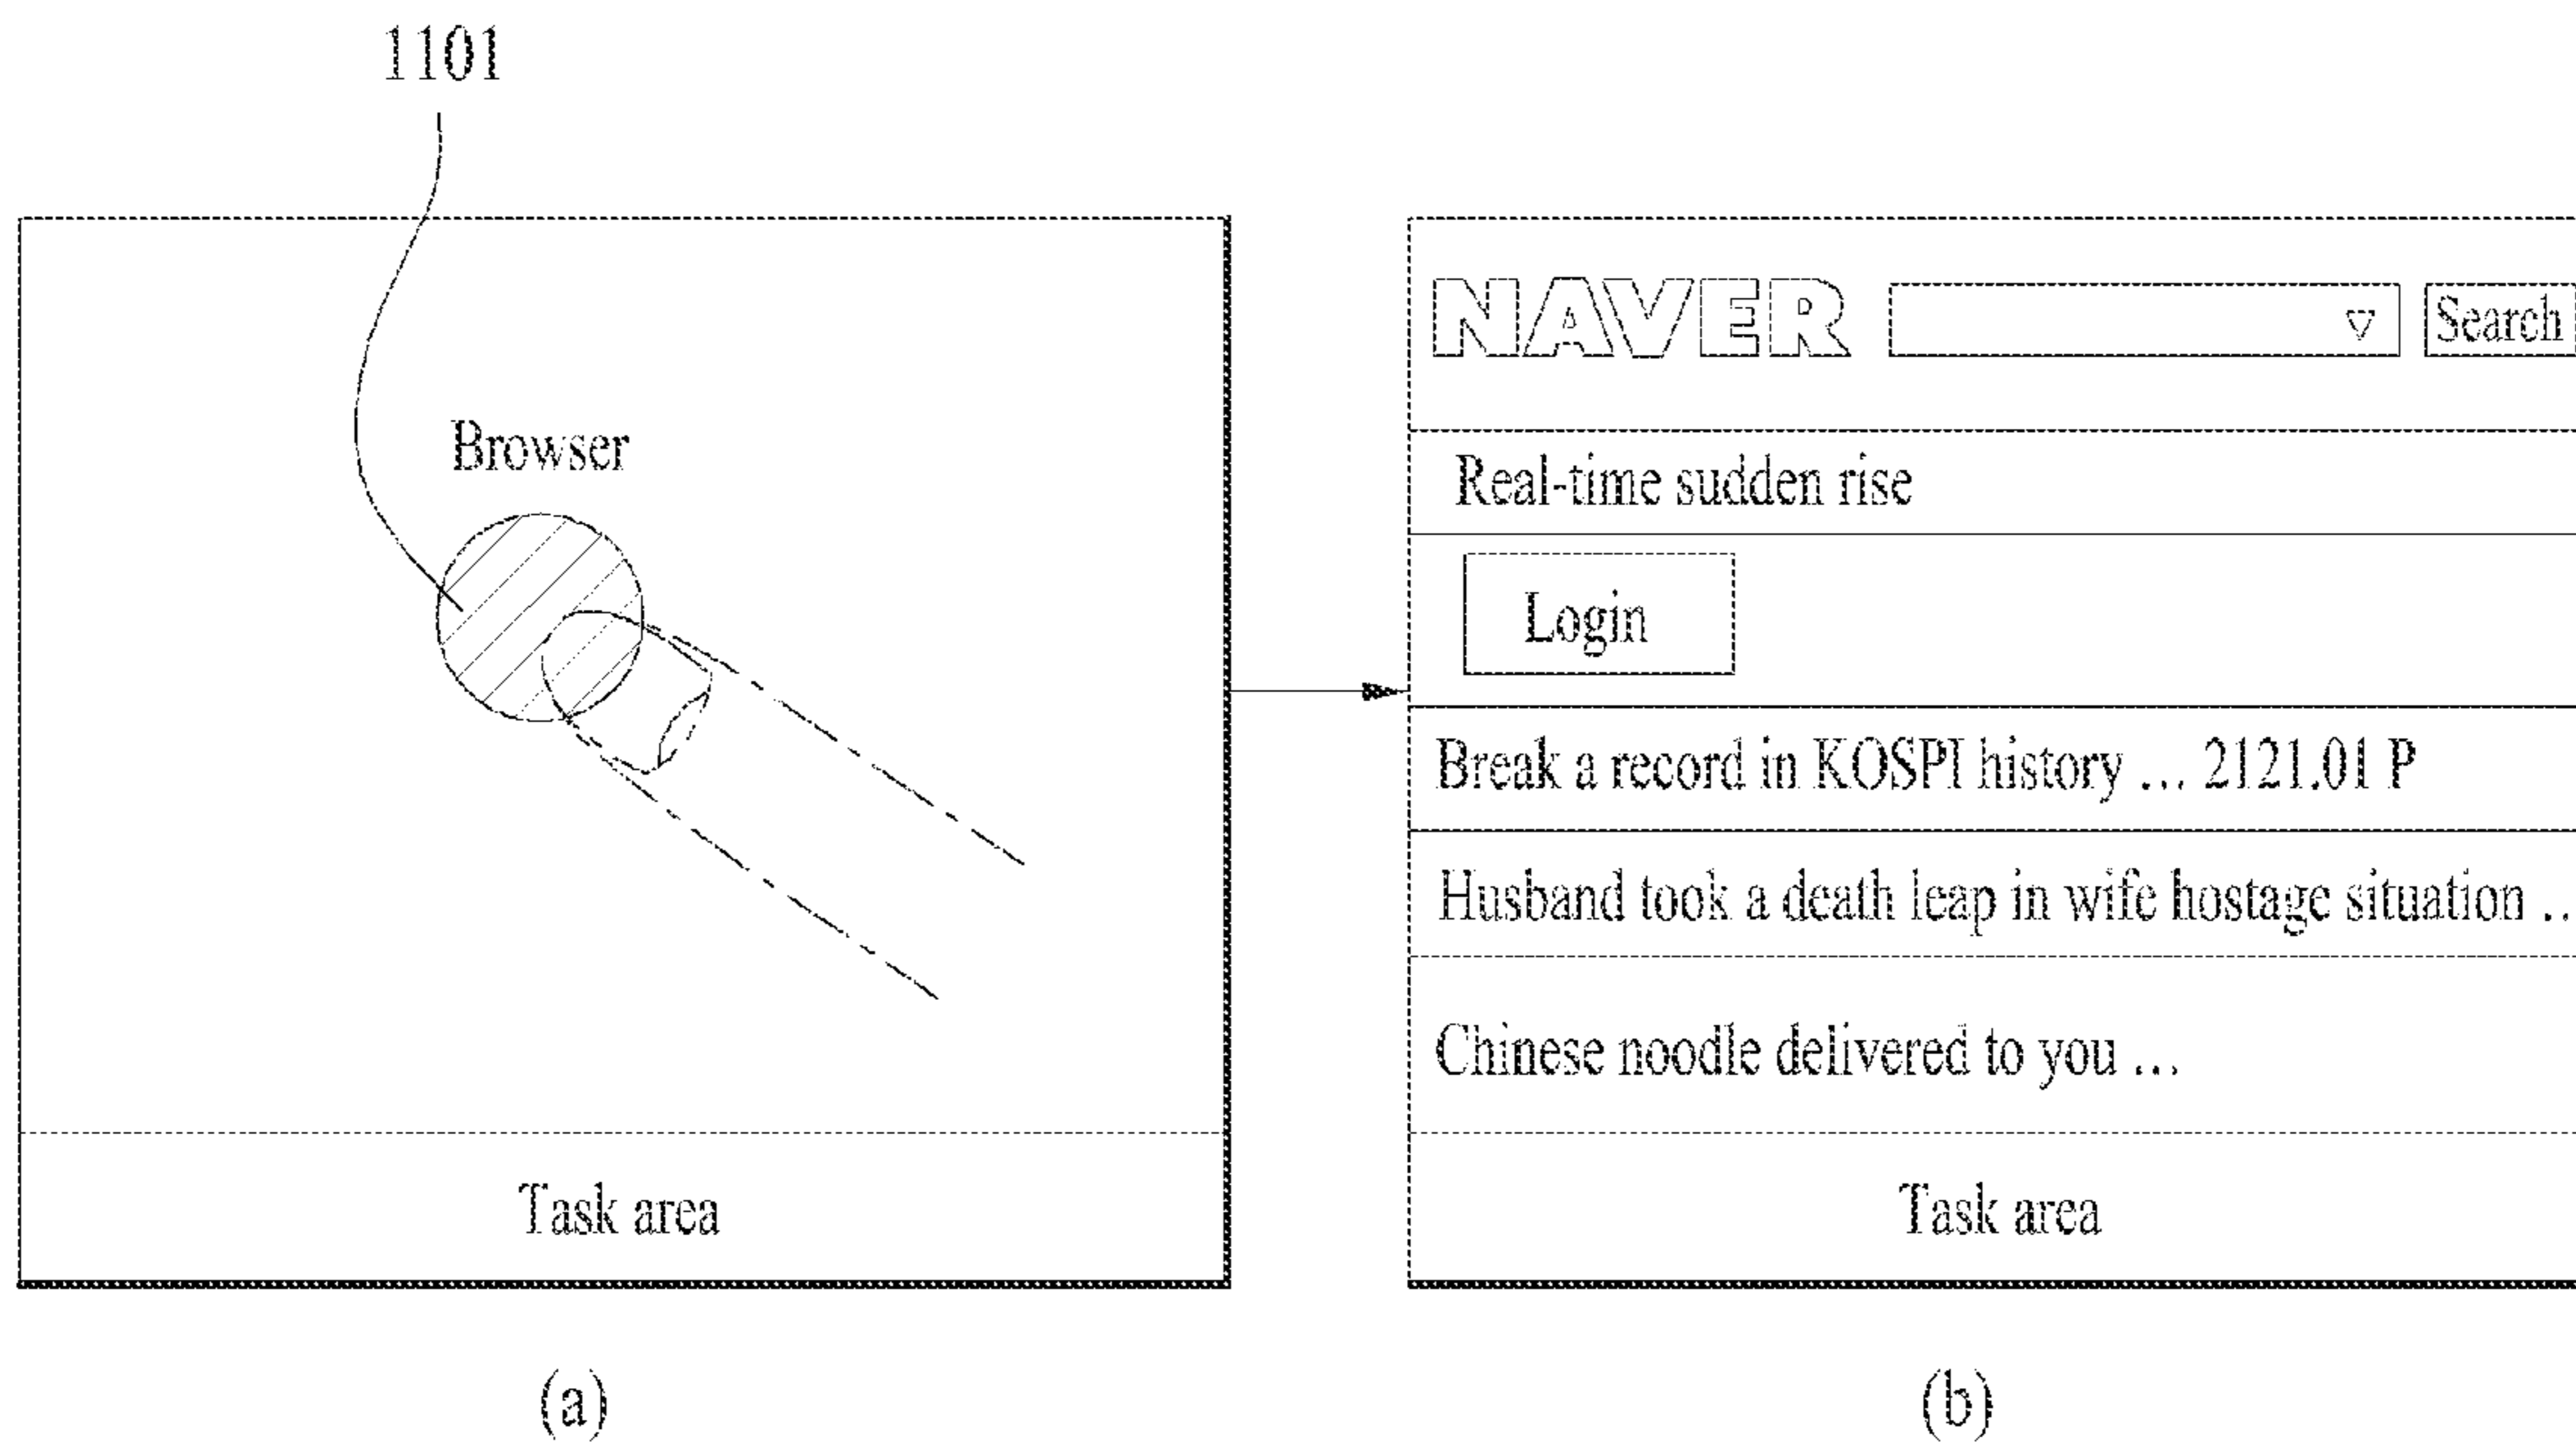 1101
Browser
Task area
(a)
NAVER ▽ Search
Real-time sudden rise
Login
Break a record in KOSPI history ... 2121.01 P
Husband took a death leap in wife hostage situation ..
Chinese noodle delivered to you ...
Task area
(b)